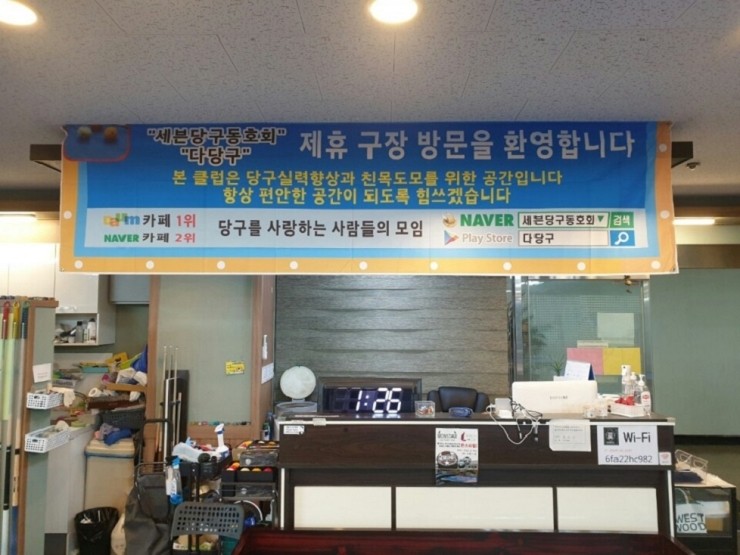 "세븐당구동호회"
"다당구"
제휴 구장 방문을 환영합니다
본 클럽은 당구실력향상과 친목도모를 위한 공간입니다
항상 편안한 공간이 되도록 힘쓰겠습니다
Daum 카페 1위
NAVER 카페 2위
당구를 사랑하는 사람들의 모임
NAVER 세븐당구동호회▼ 검색
Play Store 다당구
1:26
Wi-Fi
6fa22hc982
WEST
WOOD